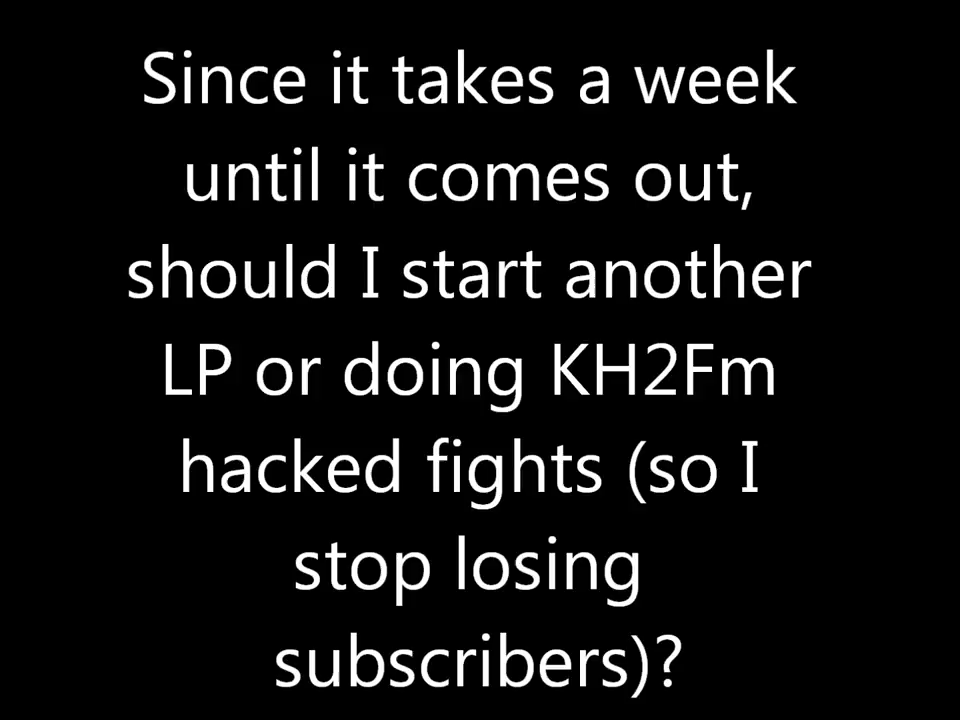 Since it takes a week
until it comes out,
should I start another
LP or doing KH2Fm
hacked fights (so I
stop losing
subscribers)?